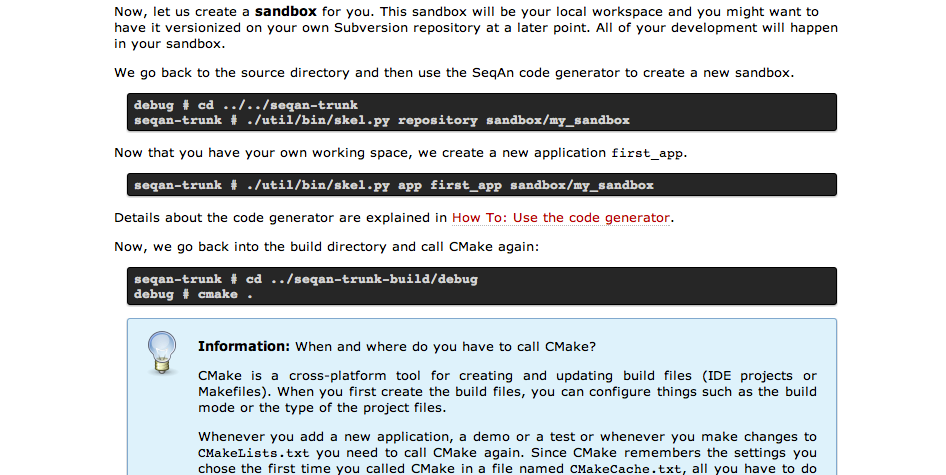 Now, let us create a sandbox for you. This sandbox will be your local workspace and you might want to
have it versionized on your own Subversion repository at a later point. All of your development will happen
in your sandbox.
We go back to the source directory and then use the SeqAn code generator to create a new sandbox.
debug # cd ../../seqan-trunk
seqan-trunk # ./util/bin/skel.py repository sandbox/my_sandbox
Now that you have your own working space, we create a new application first_app.
seqan-trunk # ./util/bin/skel.py app first_app sandbox/my_sandbox
Details about the code generator are explained in How To: Use the code generator.
Now, we go back into the build directory and call CMake again:
seqan-trunk # cd ../seqan-trunk-build/debug
debug # cmake .
Information: When and where do you have to call CMake?
CMake is a cross-platform tool for creating and updating build files (IDE projects or
Makefiles). When you first create the build files, you can configure things such as the build
mode or the type of the project files.
Whenever you add a new application, a demo or a test or whenever you make changes to
CMakeLists.txt you need to call CMake again. Since CMake remembers the settings you
chose the first time you called CMake in a file named CMakeCache.txt, all you have to do